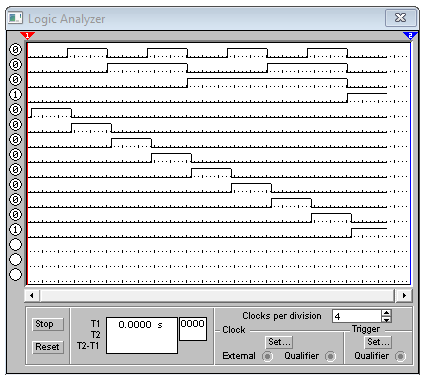 Logic Analyzer
1 2
0
0
0
1
0
0
0
0
0
0
0
0
1
Stop
Reset
T1
T2
T2-T1
0.0000 s
0000
Clocks per division 4
Clock
Trigger
Set...
Set...
External
Qualifier
Qualifier